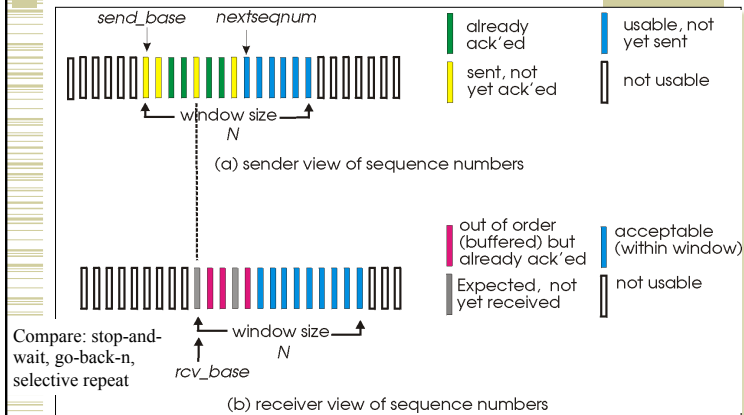 send_base nextseqnum
already
ack'ed
usable, not
yet sent
sent, not
yet ack'ed
not usable
window size
N
(a) sender view of sequence numbers
out of order
(buffered) but
already ack'ed
acceptable
(within window)
Expected, not
yet received
not usable
window size
N
rcv_base
Compare: stop-and-
wait, go-back-n,
selective repeat
(b) receiver view of sequence numbers